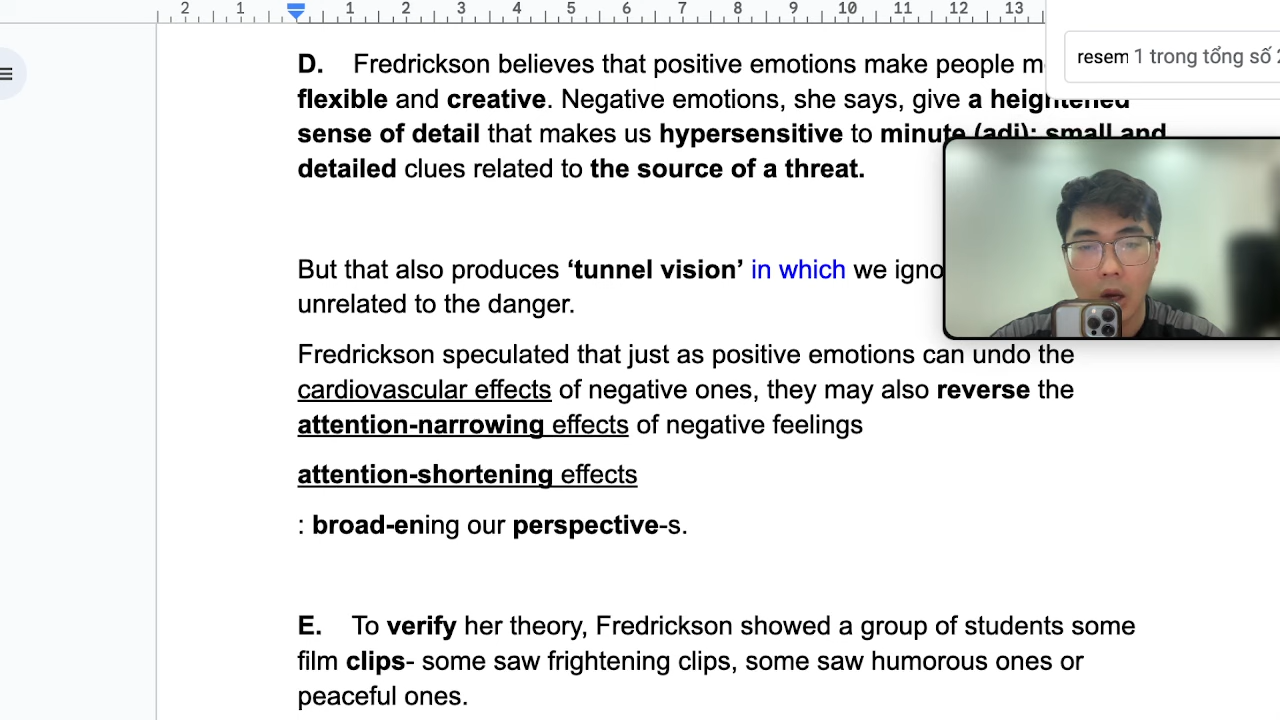 2 1 1 2 3 4 5 6 7 8 9 10 11 12 13
resem 1 trong tổng số
D. Fredrickson believes that positive emotions make people
flexible and creative. Negative emotions, she says, give a heightened
sense of detail that makes us hypersensitive to minute (adj): small and
detailed clues related to the source of a threat.
But that also produces ‘tunnel vision’ in which we
unrelated to the danger.
Fredrickson speculated that just as positive emotions can undo the
cardiovascular effects of negative ones, they may also reverse the
attention-narrowing effects of negative feelings
attention-shortening effects
: broad-ening our perspective-s.
E. To verify her theory, Fredrickson showed a group of students some
film clips- some saw frightening clips, some saw humorous ones or
peaceful ones.